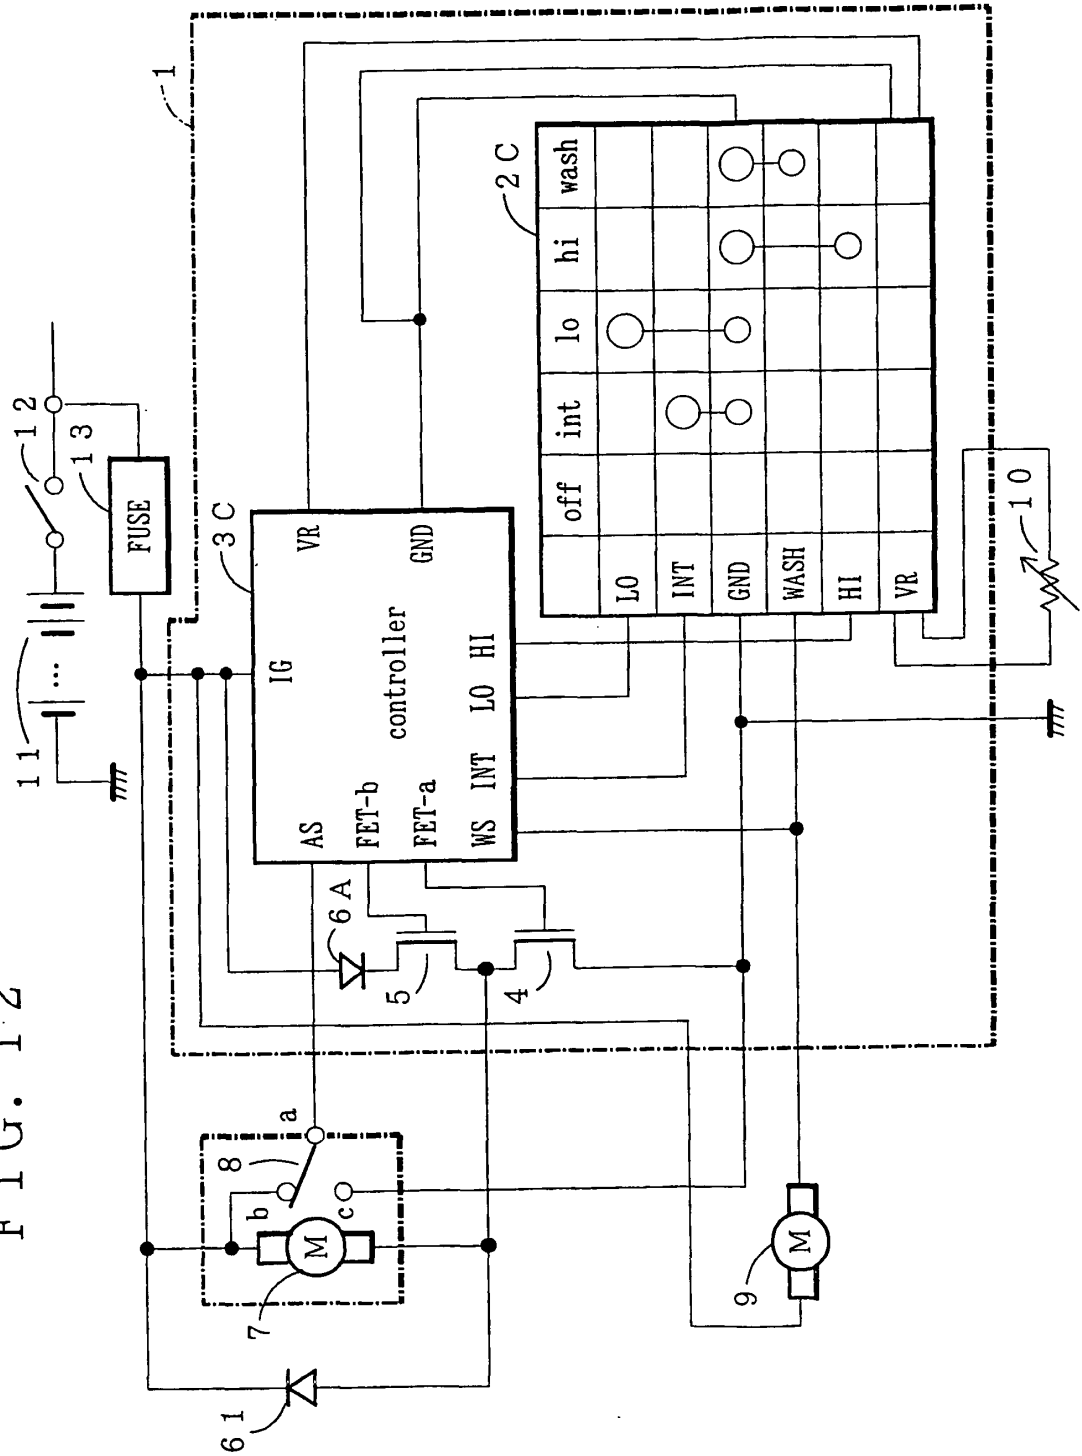 FIG. 12
1
11
12
13
FUSE
3C
IG
VR
GND
controller
AS
FET-b
FET-a
WS
INT
LO
HI
2C
off
int
lo
hi
wash
LO
INT
GND
WASH
HI
VR
10
6A
5
4
a
8
b
c
M
7
61
M
9